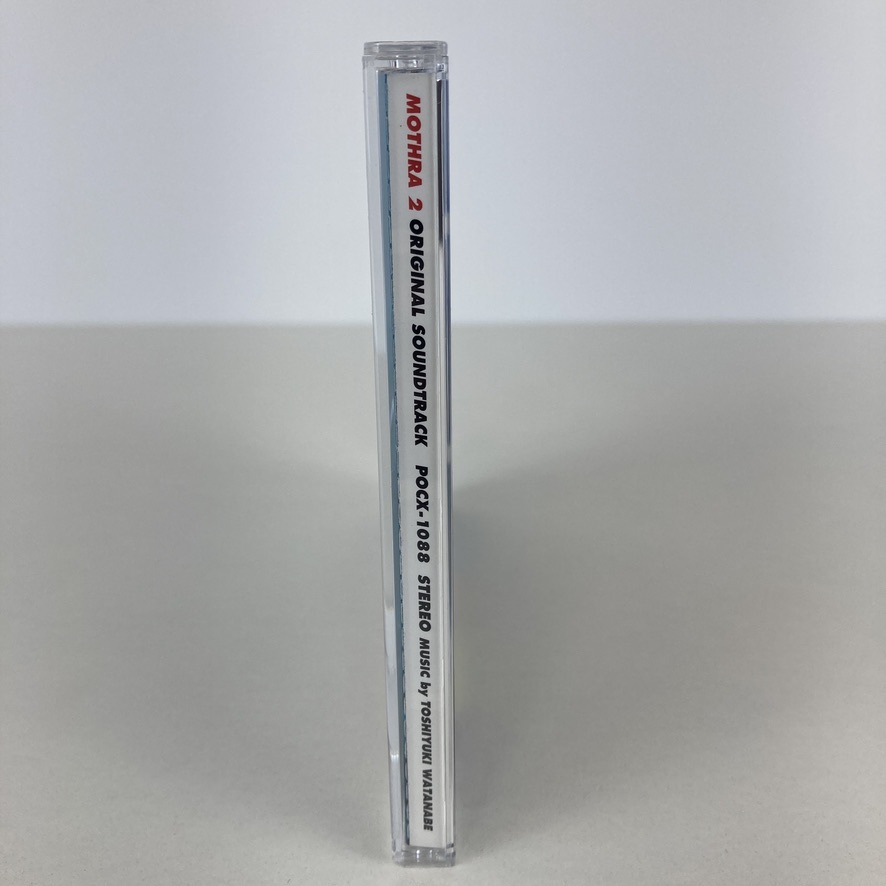 MOTHRA 2 ORIGINAL SOUNDTRACK POCX-1088 STEREO MUSIC by TOSHIYUKI WATANABE